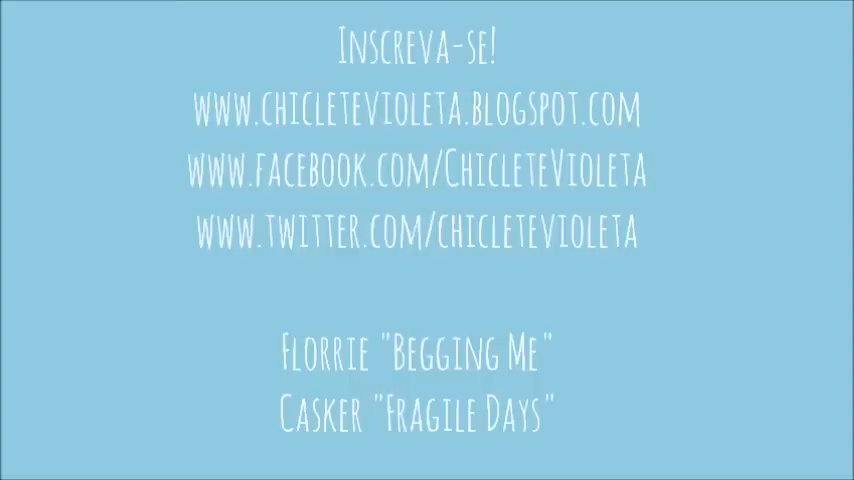 Inscreva-se!
www.chicletevioleta.blogspot.com
www.facebook.com/ChicleteVioleta
www.twitter.com/chicletevioleta
Florrie "Begging Me"
Casker "Fragile Days"